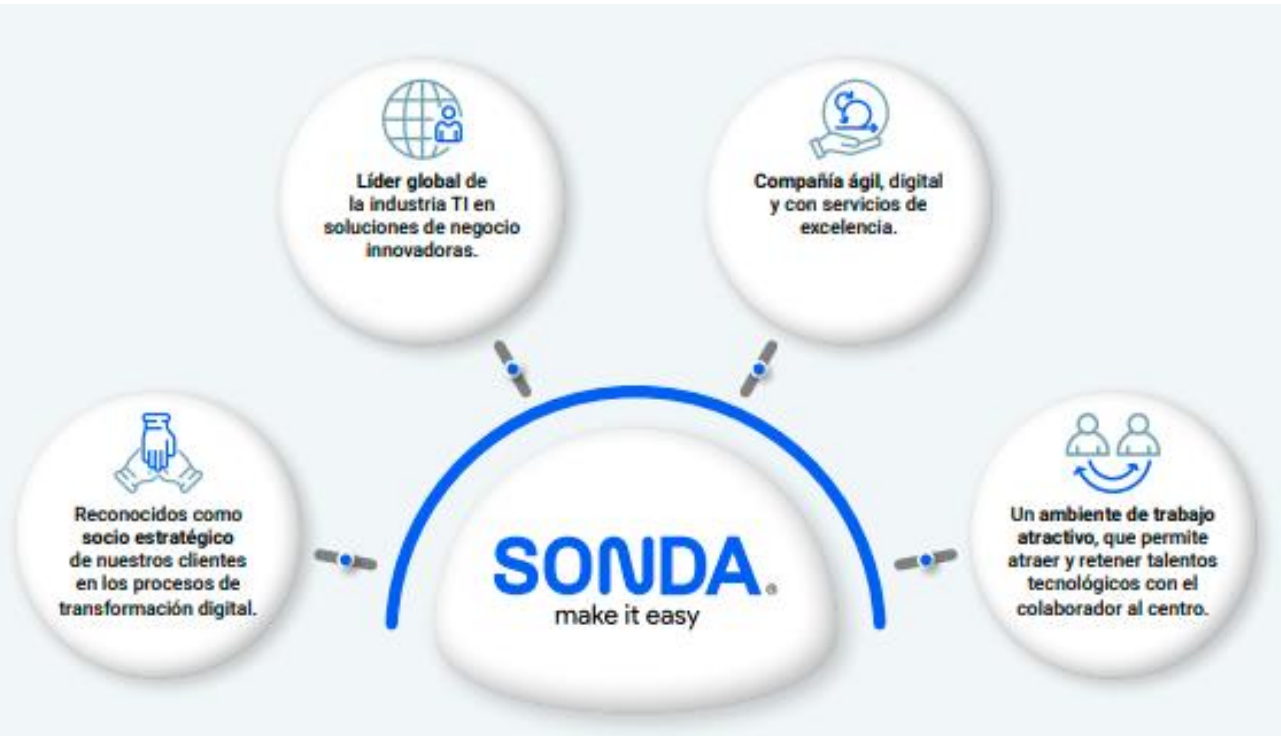 Líder global de
la industria TI en
soluciones de negocio
innovadoras.
Compañía ágil, digital
y con servicios de
excelencia.
Reconocidos como
socio estratégico
de nuestros clientes
en los procesos de
transformación digital.
SONDA®
make it easy
Un ambiente de trabajo
atractivo, que permite
atraer y retener talentos
tecnológicos con el
colaborador al centro.